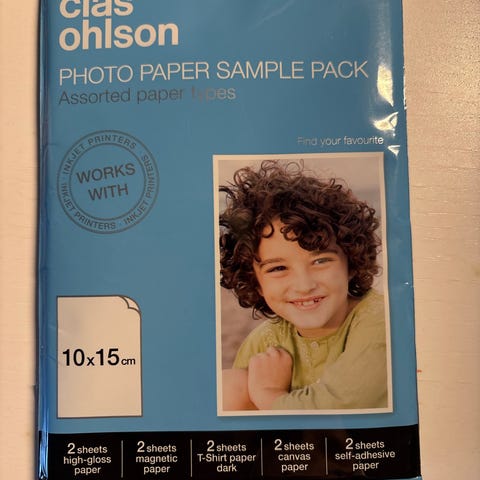 clas
ohlson
PHOTO PAPER SAMPLE PACK
Assorted paper types
Find your favourite
INKJET PRINTERS
WORKS
WITH
INKJET PRINTERS
10x15cm
2 sheets
high-gloss
paper
2 sheets
magnetic
paper
2 sheets
T-Shirt paper
dark
2 sheets
canvas
paper
2 sheets
self-adhesive
paper